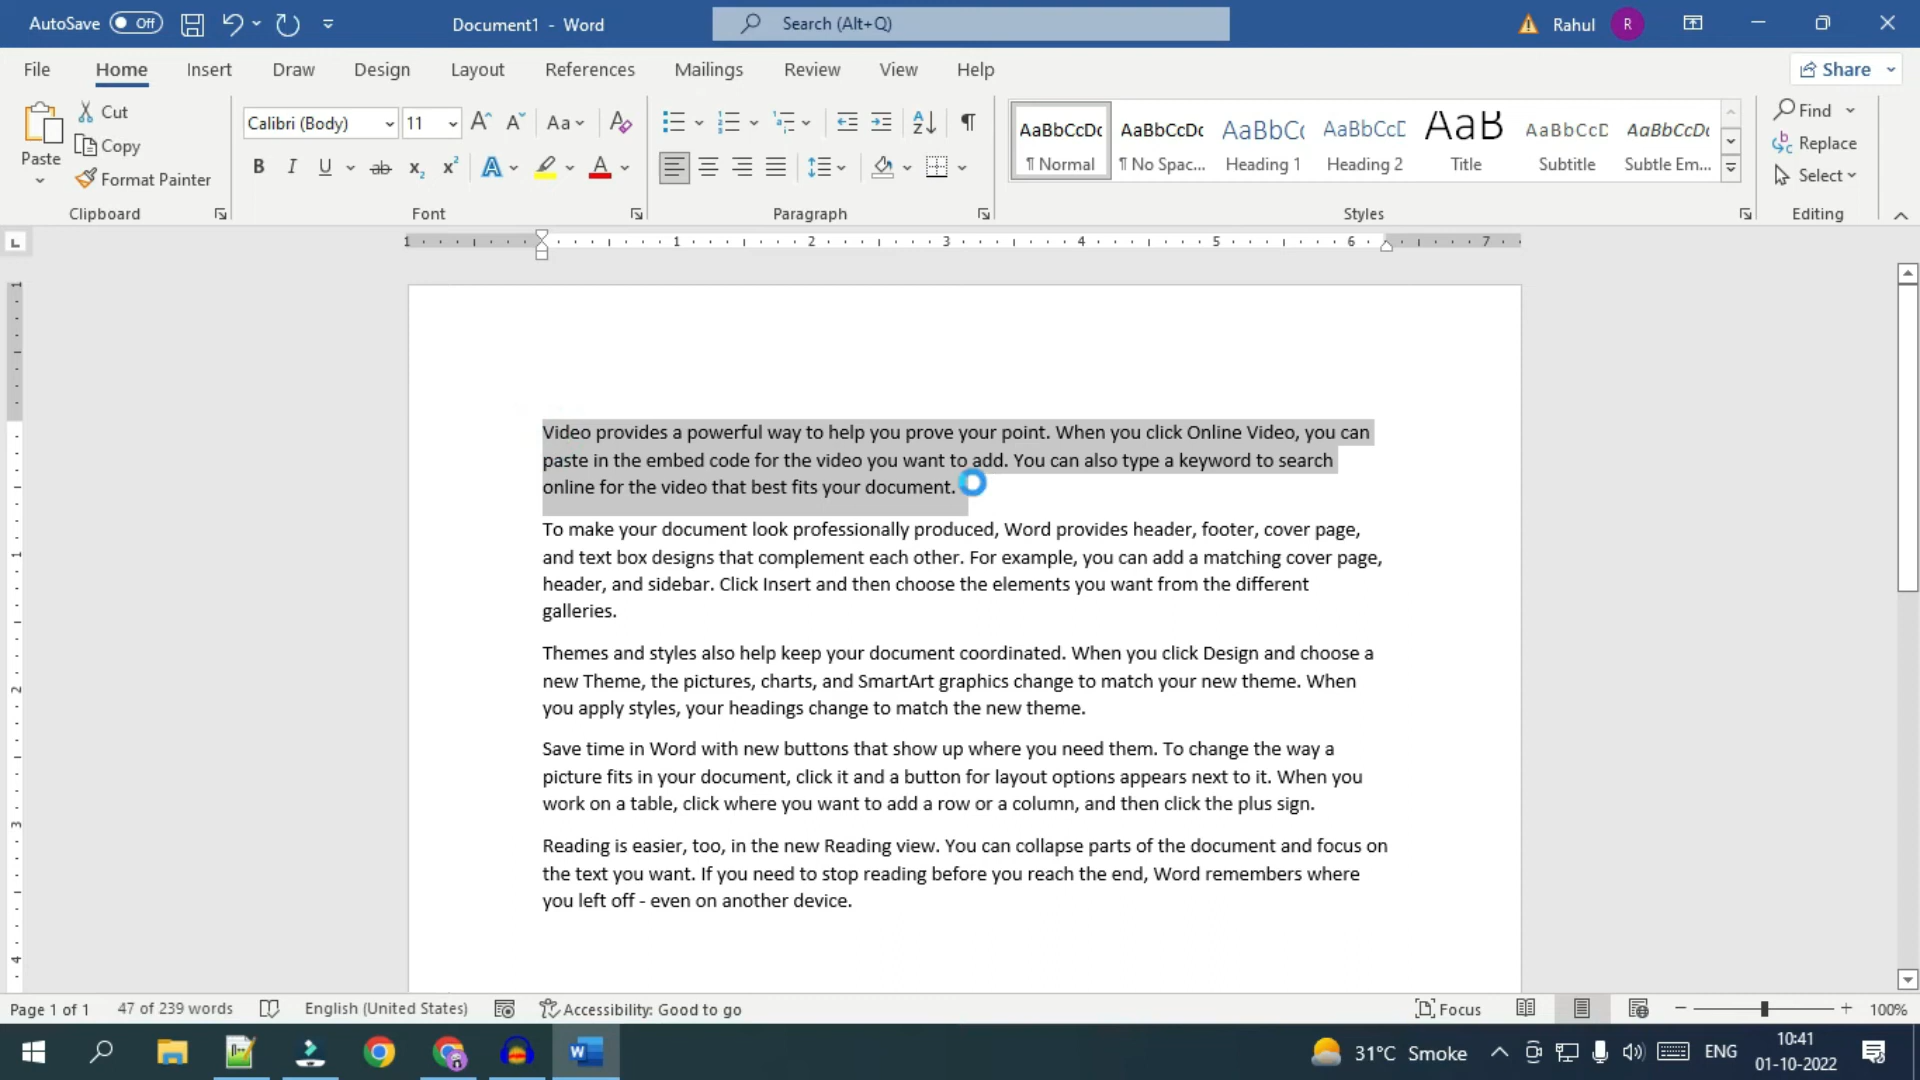 AutoSave Off Document1 - Word Search (Alt+Q) Rahul R
File Home Insert Draw Design Layout References Mailings Review View Help Share
Paste Cut Copy Format Painter
Clipboard
Calibri (Body) 11
Font
Paragraph
AaBbCcDc AaBbCcDc AaBbC( AaBbCcD AaB AaBbCcD AaBbCcDc
¶ Normal ¶ No Spac... Heading 1 Heading 2 Title Subtitle Subtle Em...
Styles
Find
Replace
Select
Editing
1 1 2 3 4 5 6 7
Video provides a powerful way to help you prove your point. When you click Online Video, you can
paste in the embed code for the video you want to add. You can also type a keyword to search
online for the video that best fits your document.
To make your document look professionally produced, Word provides header, footer, cover page,
and text box designs that complement each other. For example, you can add a matching cover page,
header, and sidebar. Click Insert and then choose the elements you want from the different
galleries.
Themes and styles also help keep your document coordinated. When you click Design and choose a
new Theme, the pictures, charts, and SmartArt graphics change to match your new theme. When
you apply styles, your headings change to match the new theme.
Save time in Word with new buttons that show up where you need them. To change the way a
picture fits in your document, click it and a button for layout options appears next to it. When you
work on a table, click where you want to add a row or a column, and then click the plus sign.
Reading is easier, too, in the new Reading view. You can collapse parts of the document and focus on
the text you want. If you need to stop reading before you reach the end, Word remembers where
you left off - even on another device.
Page 1 of 1 47 of 239 words English (United States) Accessibility: Good to go Focus 100%
31°C Smoke ENG 10:41
01-10-2022